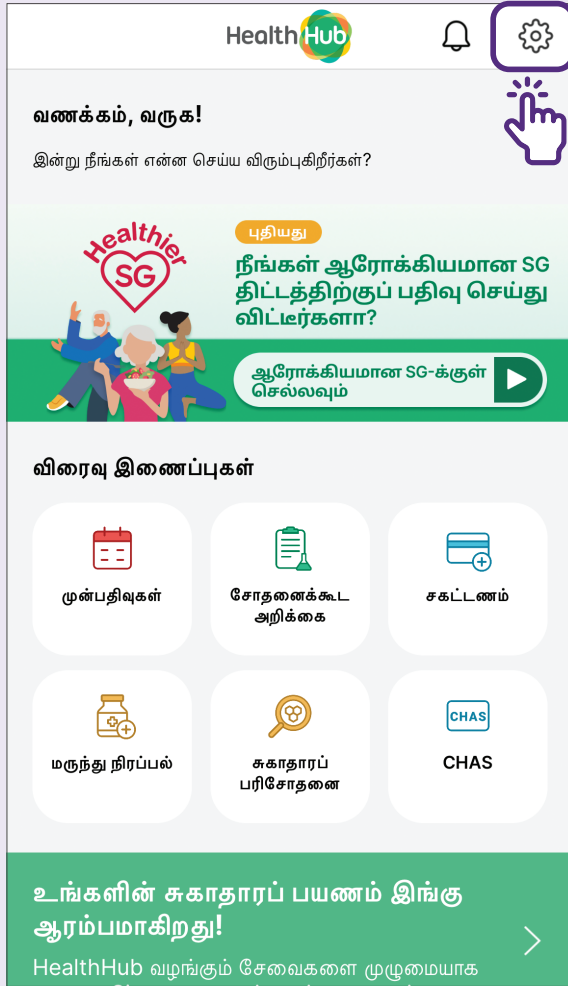 HealthHub
வணக்கம், வருக!
இன்று நீங்கள் என்ன செய்ய விரும்புகிறீர்கள்?
Healthier
SG
புதியது
நீங்கள் ஆரோக்கியமான SG
திட்டத்திற்குப் பதிவு செய்து
விட்டீர்களா?
ஆரோக்கியமான SG-க்குள்
செல்லவும்
விரைவு இணைப்புகள்
முன்பதிவுகள்
சோதனைக்கூட
அறிக்கை
சகட்டணம்
மருந்து நிரப்பல்
சுகாதாரப்
பரிசோதனை
CHAS
CHAS
உங்களின் சுகாதாரப் பயணம் இங்கு
ஆரம்பமாகிறது!
HealthHub வழங்கும் சேவைகளை முழுமையாக